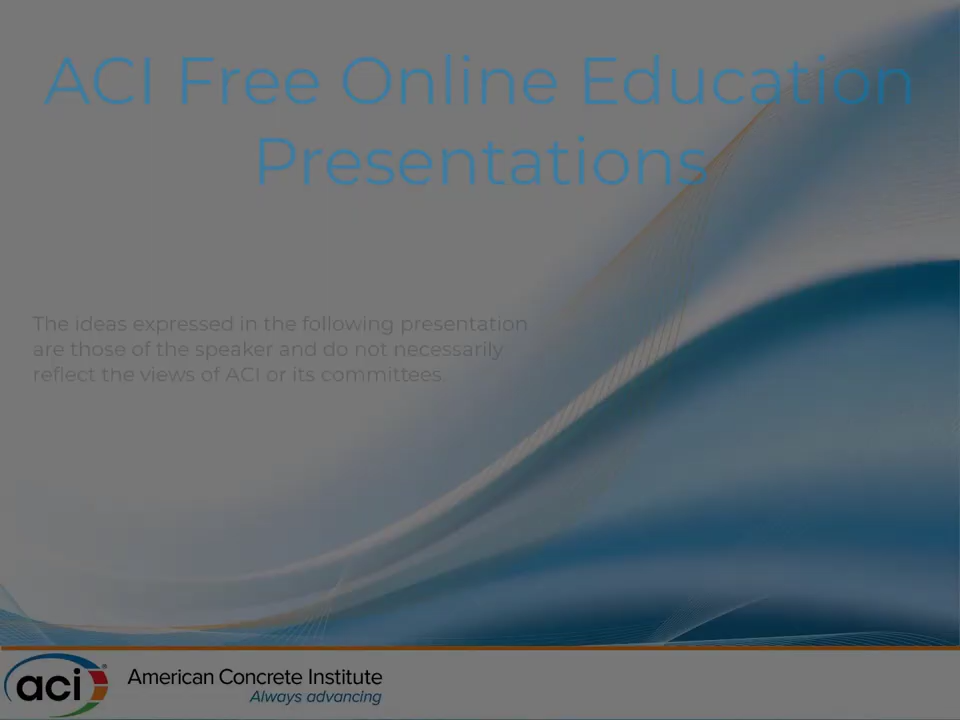 ACI Free Online Education
Presentations
The ideas expressed in the following presentation
are those of the speaker and do not necessarily
reflect the views of ACI or its committees
aci®
American Concrete Institute
Always advancing